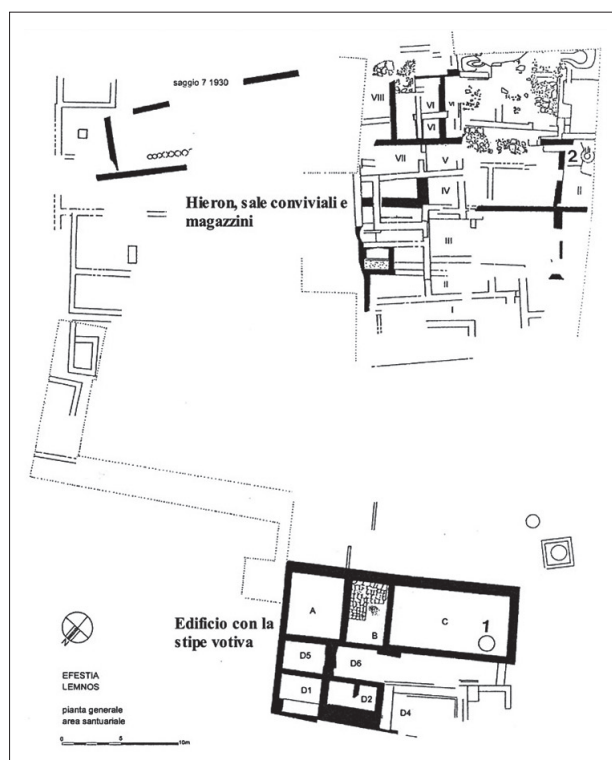 saggio 7 1930
VIII
VI
VI
VI
VII
V
2
II
IV
Hieron, sale conviviali e
magazzini
III
II
I
Edificio con la
stipe votiva
A
B
C
1
D5
D6
D1
D2
D4
N
EFESTIA
LEMNOS
pianta generale
area santuariale
0 5 10m